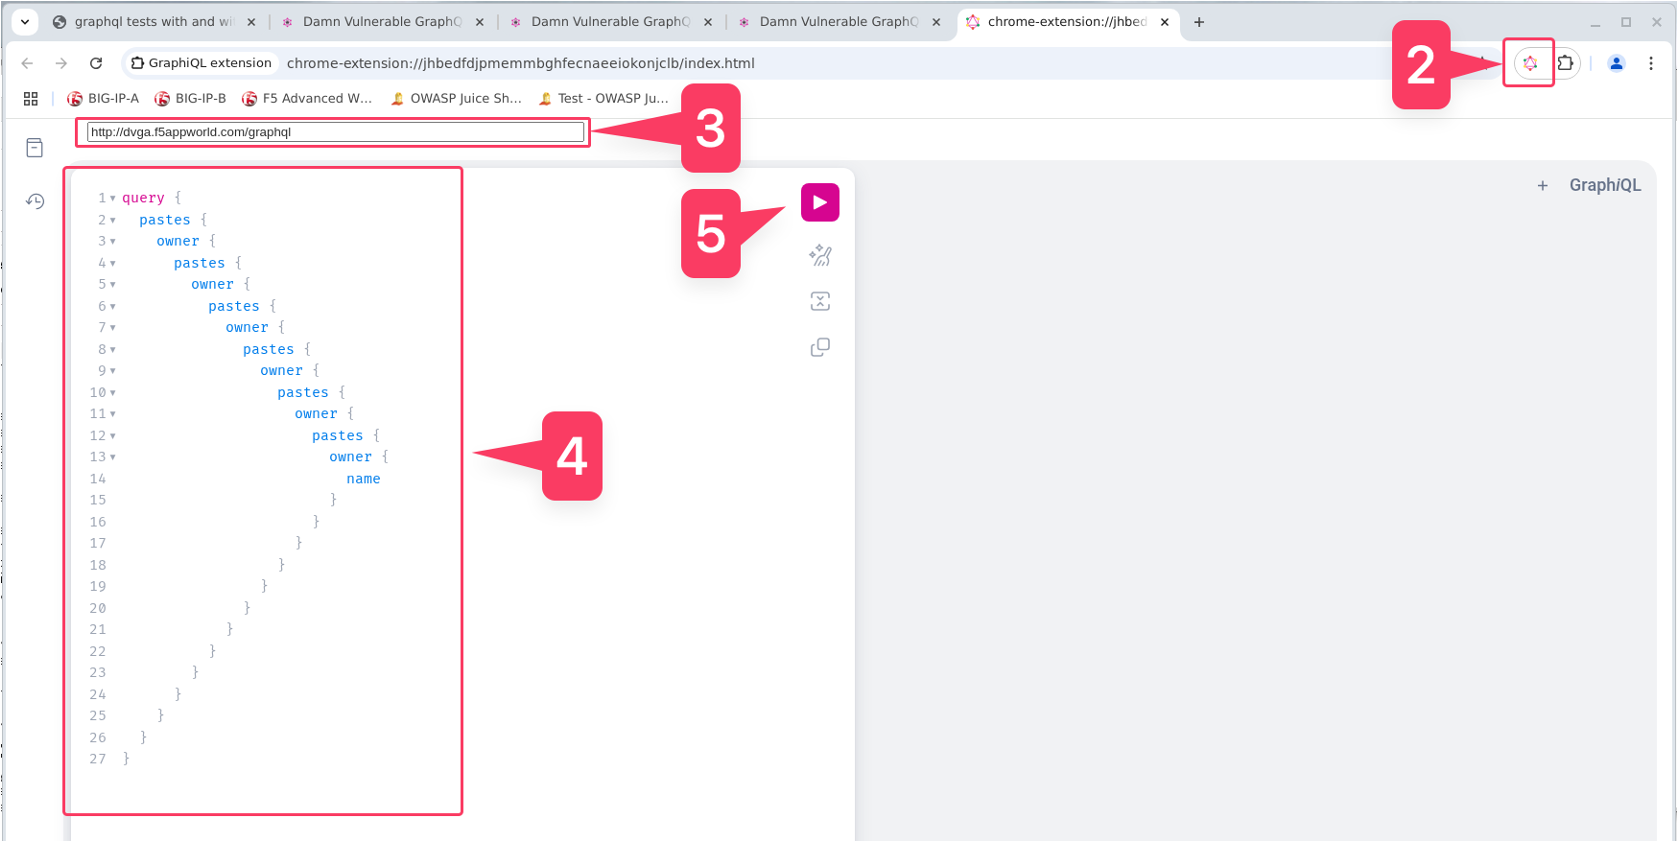 graphql tests with and wi
Damn Vulnerable GraphQ
Damn Vulnerable GraphQ
Damn Vulnerable GraphQ
chrome-extension://jhbed
GraphiQL extension
chrome-extension://jhbedfdjpmemmbghfecnaeeiokonjclb/index.html
2
BIG-IP-A
BIG-IP-B
F5 Advanced W...
OWASP Juice Sh...
Test - OWASP Ju...
http://dvga.f5appworld.com/graphql
3
GraphiQL
5
4
1 query {
2 pastes {
3 owner {
4 pastes {
5 owner {
6 pastes {
7 owner {
8 pastes {
9 owner {
10 pastes {
11 owner {
12 pastes {
13 owner {
14 name
15 }
16 }
17 }
18 }
19 }
20 }
21 }
22 }
23 }
24 }
25 }
26 }
27 }